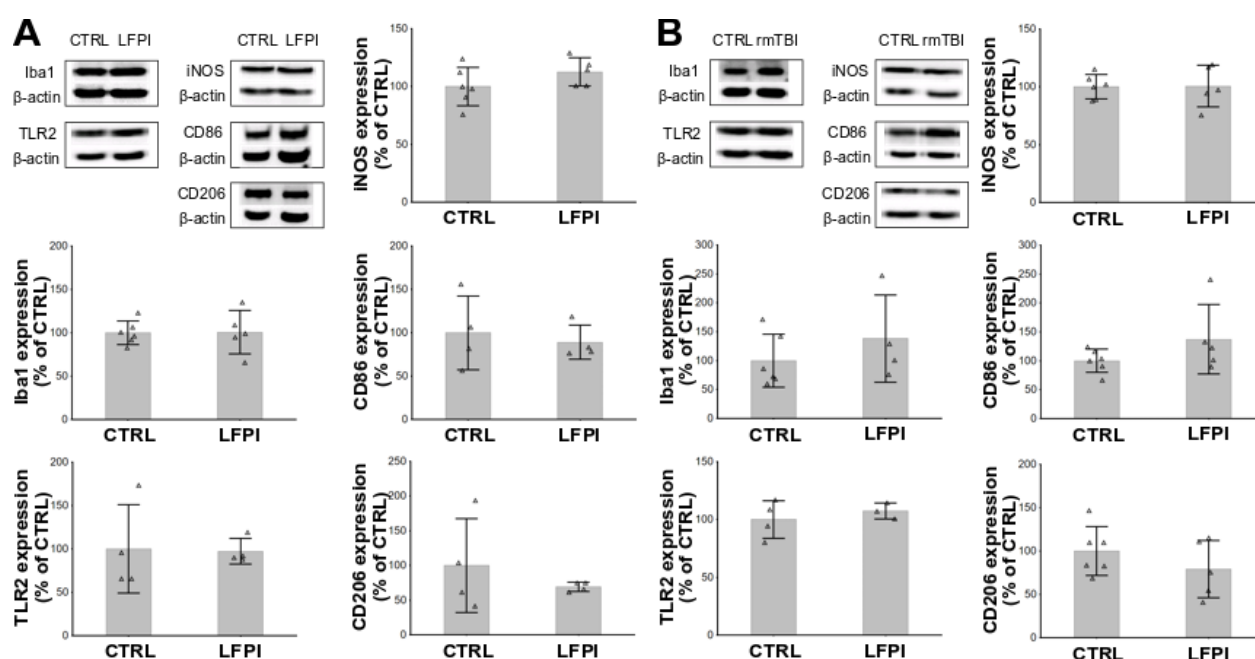 A
CTRL LFPI
Iba1
β-actin
TLR2
β-actin
CTRL LFPI
iNOS
β-actin
CD86
β-actin
CD206
β-actin
iNOS expression
(% of CTRL)
150
100
50
0
CTRL LFPI
Iba1 expression
(% of CTRL)
200
150
100
50
0
CTRL LFPI
CD86 expression
(% of CTRL)
200
150
100
50
0
CTRL LFPI
TLR2 expression
(% of CTRL)
200
150
100
50
0
CTRL LFPI
CD206 expression
(% of CTRL)
250
200
150
100
50
0
CTRL LFPI
B
CTRL rmTBI
Iba1
β-actin
TLR2
β-actin
CTRL rmTBI
iNOS
β-actin
CD86
β-actin
CD206
β-actin
iNOS expression
(% of CTRL)
150
100
50
0
CTRL LFPI
Iba1 expression
(% of CTRL)
300
250
200
150
100
50
0
CTRL LFPI
CD86 expression
(% of CTRL)
300
250
200
150
100
50
0
CTRL LFPI
TLR2 expression
(% of CTRL)
150
100
50
0
CTRL LFPI
CD206 expression
(% of CTRL)
200
150
100
50
0
CTRL LFPI